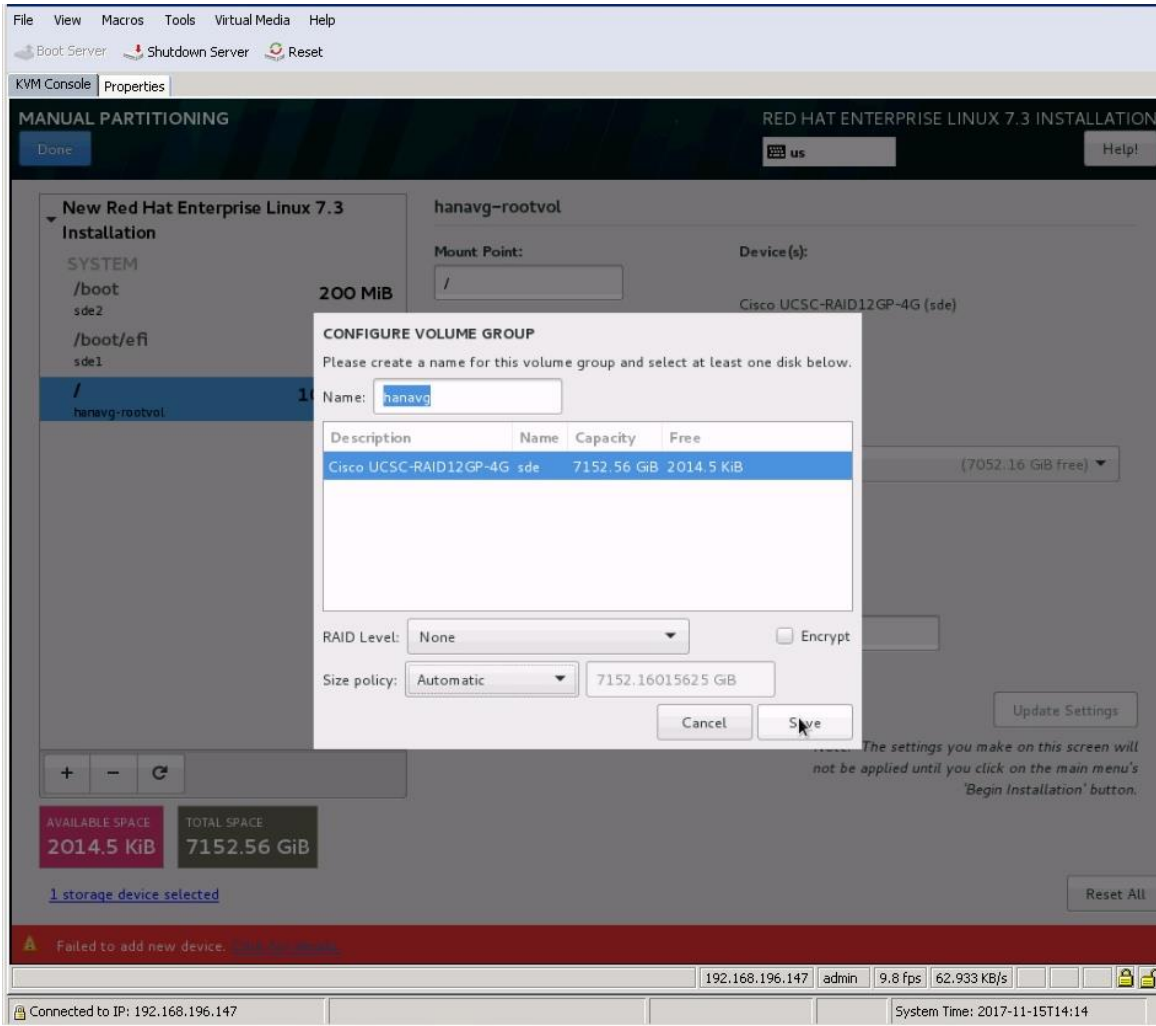 File View Macros Tools Virtual Media Help
Boot Server Shutdown Server Reset
KVM Console Properties
MANUAL PARTITIONING
RED HAT ENTERPRISE LINUX 7.3 INSTALLATION
Done
us
Help!
New Red Hat Enterprise Linux 7.3
Installation
SYSTEM
/boot
200 MiB
sde2
/boot/efi
sde1
/
hanavg-rootvol
hanavg-rootvol
Mount Point:
Device(s):
/
Cisco UCSC-RAID12GP-4G (sde)
CONFIGURE VOLUME GROUP
Please create a name for this volume group and select at least one disk below.
Name: hanavg
Description Name Capacity Free
Cisco UCSC-RAID12GP-4G sde 7152.56 GiB 2014.5 KiB
(7052.16 GiB free)
RAID Level: None
Encrypt
Size policy: Automatic
7152.16015625 GiB
Cancel
Save
Update Settings
The settings you make on this screen will
not be applied until you click on the main menu's
'Begin Installation' button.
+ -
AVAILABLE SPACE
2014.5 KiB
TOTAL SPACE
7152.56 GiB
1 storage device selected
Reset All
Failed to add new device.
192.168.196.147 admin 9.8 fps 62.933 KB/s
Connected to IP: 192.168.196.147
System Time: 2017-11-15T14:14